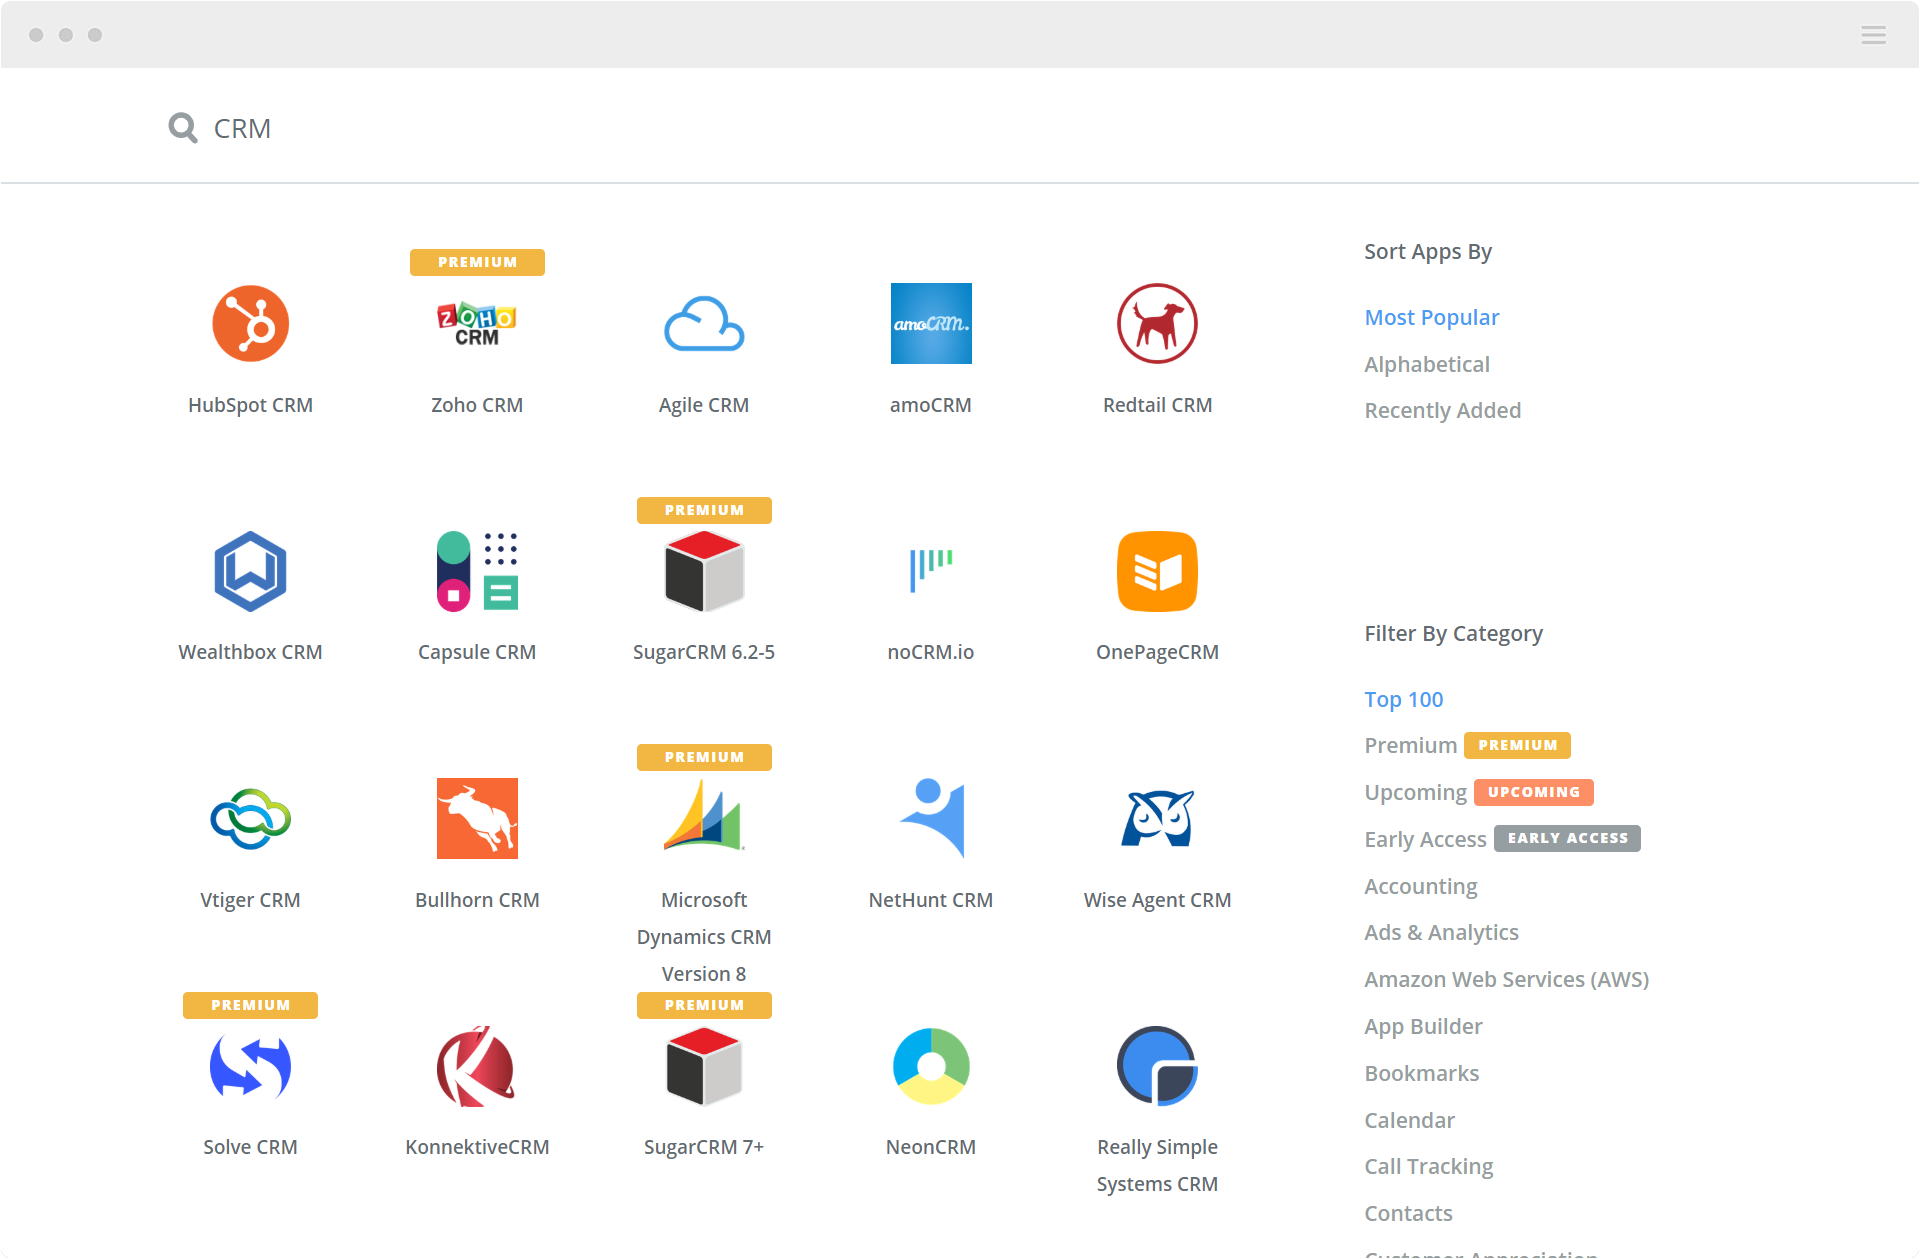 CRM
PREMIUM
ZOHO
CRM
amoCRM.
HubSpot CRM
Zoho CRM
Agile CRM
amoCRM
Redtail CRM
PREMIUM
Wealthbox CRM
Capsule CRM
SugarCRM 6.2-5
noCRM.io
OnePageCRM
PREMIUM
Vtiger CRM
Bullhorn CRM
Microsoft
Dynamics CRM
Version 8
NetHunt CRM
Wise Agent CRM
PREMIUM
PREMIUM
Solve CRM
KonnektiveCRM
SugarCRM 7+
NeonCRM
Really Simple
Systems CRM
Sort Apps By
Most Popular
Alphabetical
Recently Added
Filter By Category
Top 100
Premium PREMIUM
Upcoming UPCOMING
Early Access EARLY ACCESS
Accounting
Ads & Analytics
Amazon Web Services (AWS)
App Builder
Bookmarks
Calendar
Call Tracking
Contacts
Customer Appreciation